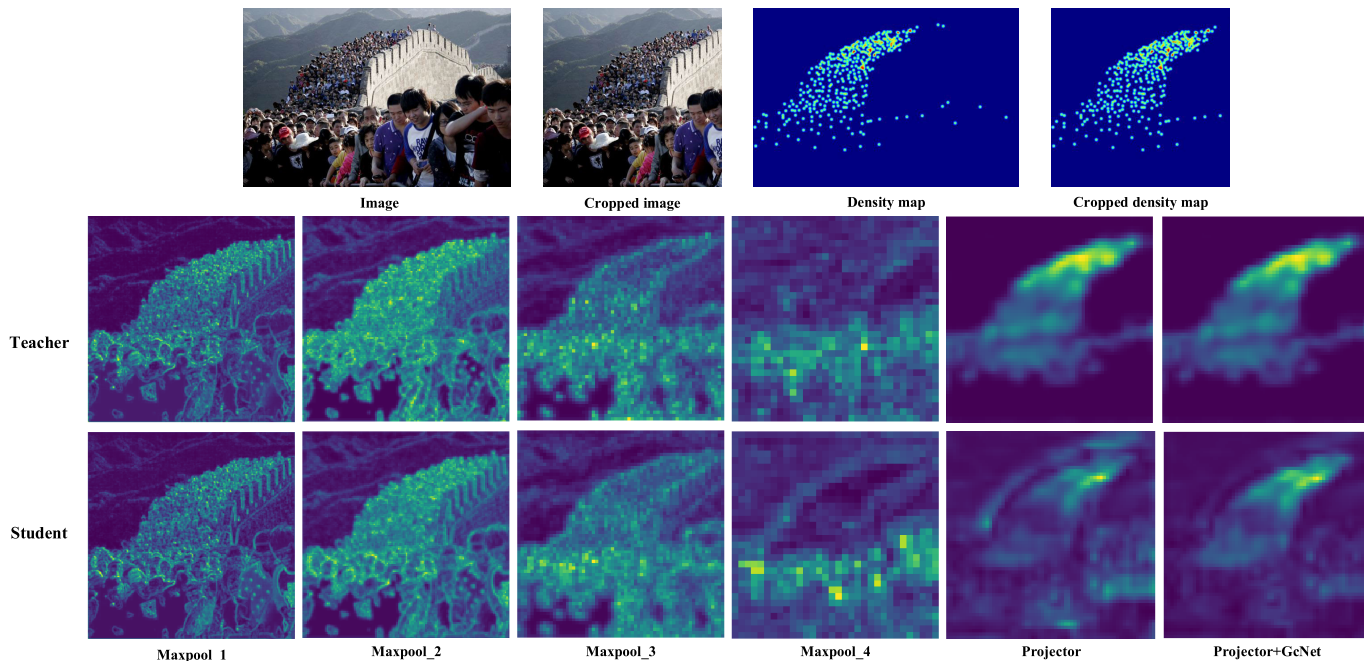 Image
Cropped image
Density map
Cropped density map
Teacher
Student
Maxpool_1
Maxpool_2
Maxpool_3
Maxpool_4
Projector
Projector+GcNet